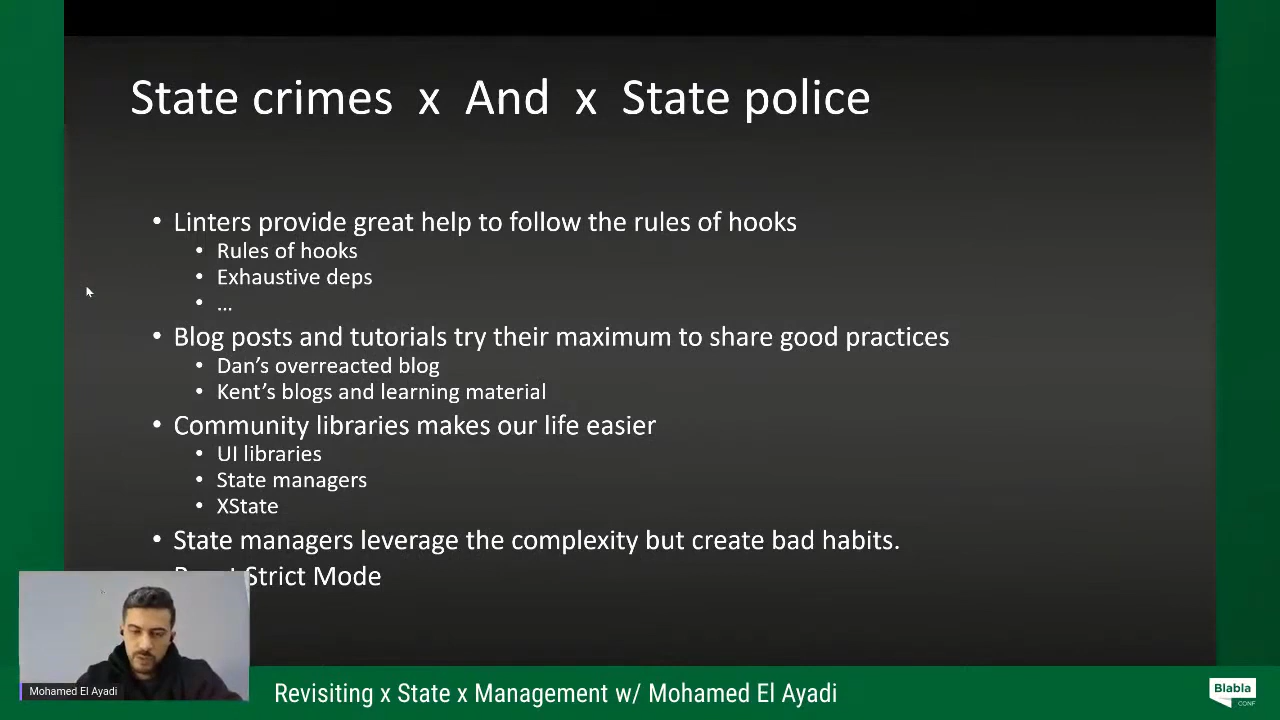 State crimes x And x State police
• Linters provide great help to follow the rules of hooks
• Rules of hooks
• Exhaustive deps
• ...
• Blog posts and tutorials try their maximum to share good practices
• Dan's overreacted blog
• Kent's blogs and learning material
• Community libraries makes our life easier
• UI libraries
• State managers
• XState
• State managers leverage the complexity but create bad habits.
Strict Mode
Mohamed El Ayadi
Revisiting x State x Management w/ Mohamed El Ayadi
Blabla
CONF